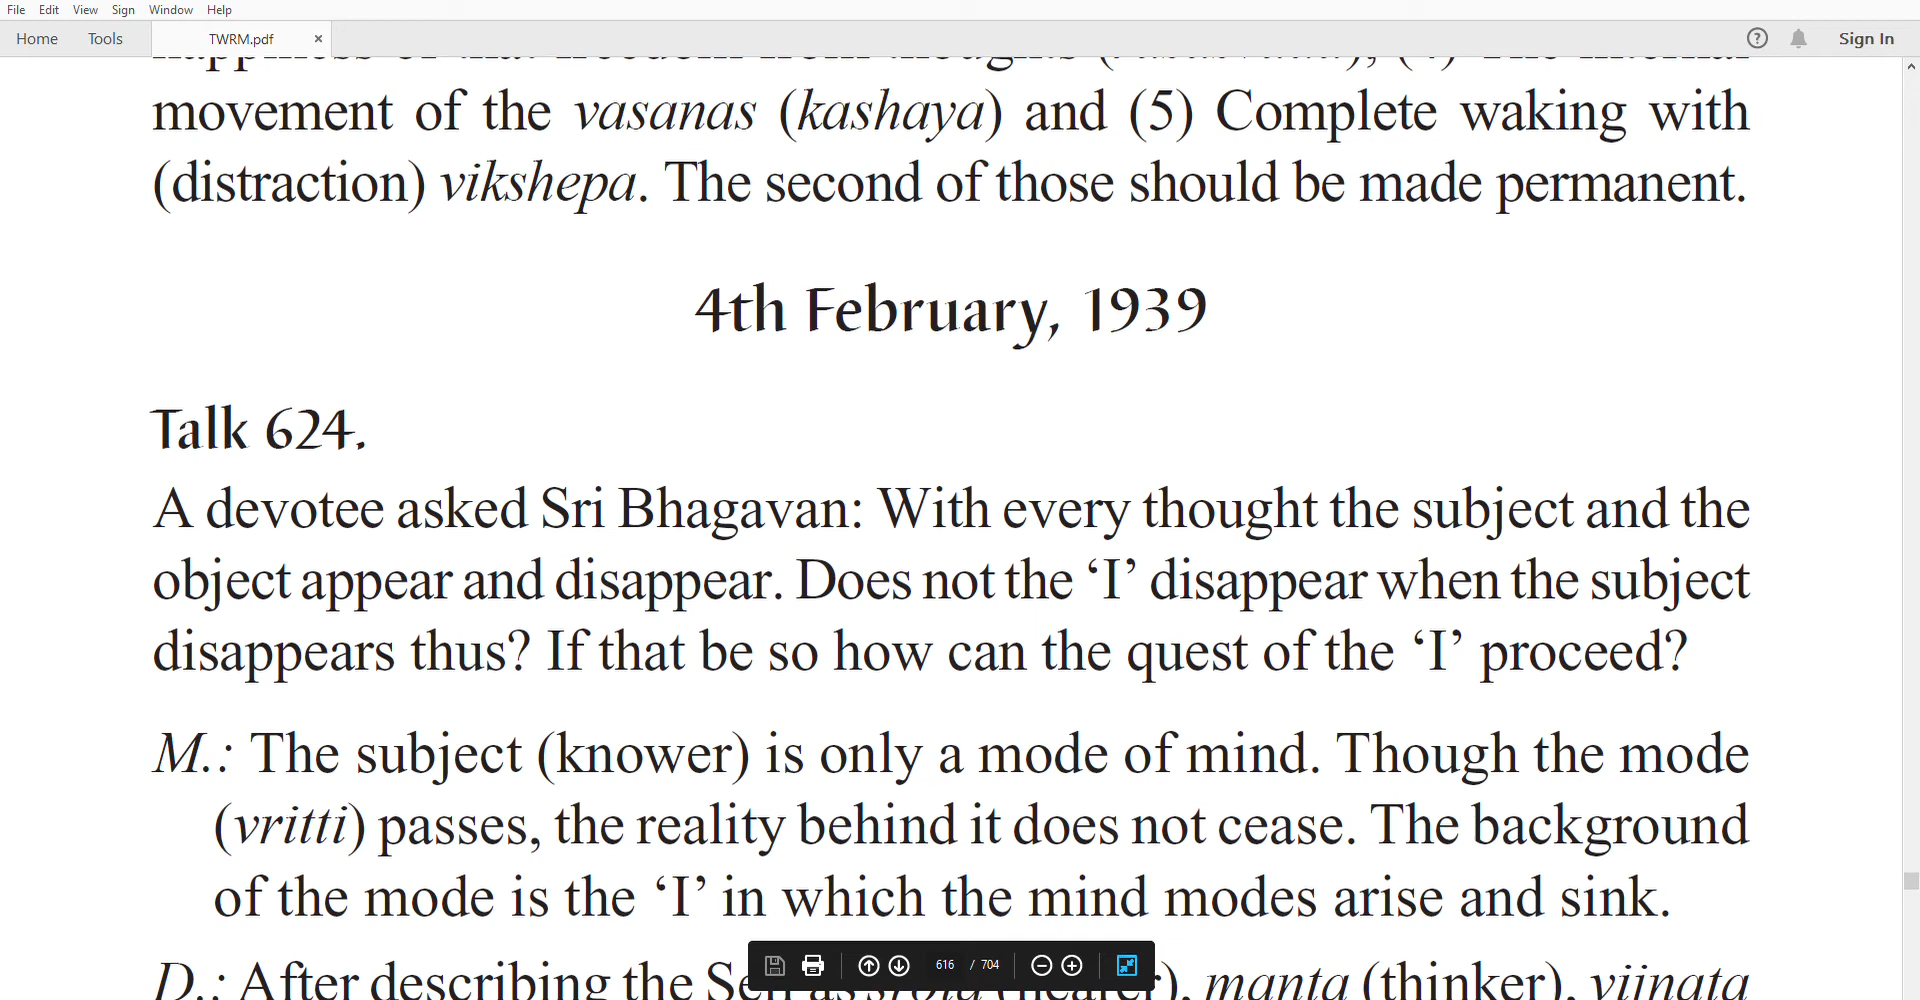 File Edit View Sign Window Help
Home Tools TWRM.pdf × ? Sign In
movement of the vasanas (kashaya) and (5) Complete waking with
(distraction) vikshepa. The second of those should be made permanent.
4th February, 1939
Talk 624.
A devotee asked Sri Bhagavan: With every thought the subject and the
object appear and disappear. Does not the ‘I’ disappear when the subject
disappears thus? If that be so how can the quest of the ‘I’ proceed?
M.: The subject (knower) is only a mode of mind. Though the mode
(vritti) passes, the reality behind it does not cease. The background
of the mode is the ‘I’ in which the mind modes arise and sink.
616 / 704
D.: After describing the manta (thinker), vijnata